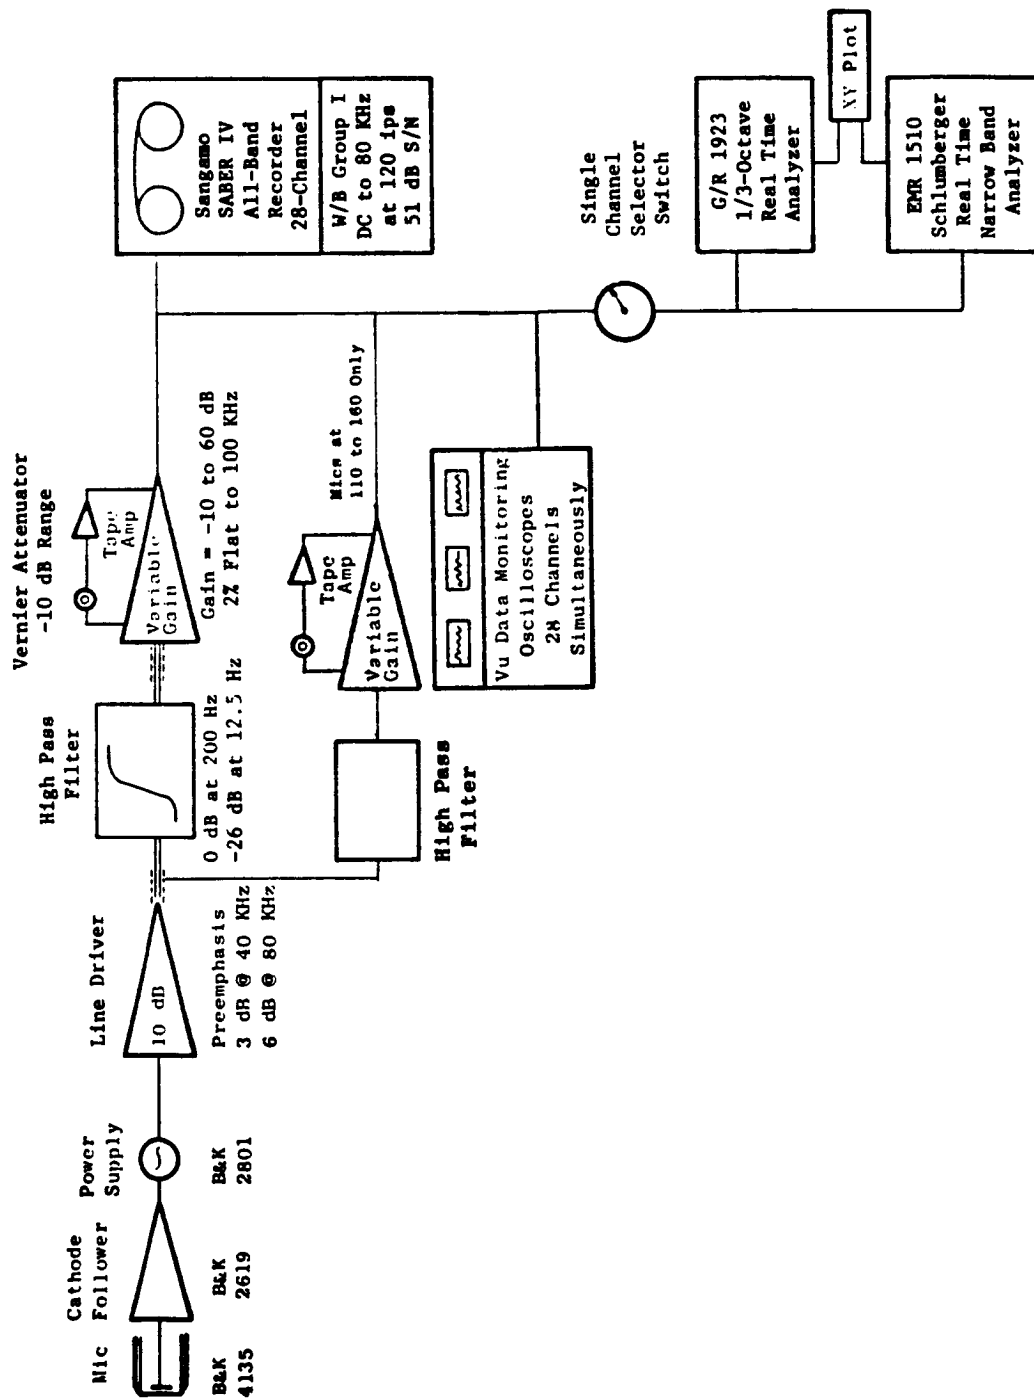 Mic
Cathode
Follower
Power
Supply
Line Driver
High Pass
Filter
Vernier Attenuator
-10 dB Range
B&K
4135
B&K
2619
B&K
2801
10 dB
Preemphasis
3 dB @ 40 KHz
6 dB @ 80 KHz
0 dB at 200 Hz
-26 dB at 12.5 Hz
Tape
Amp
Variable
Gain
Gain = -10 to 60 dB
2% Flat to 100 KHz
Sangamo
SABER IV
All-Band
Recorder
28-Channel
W/B Group I
DC to 80 KHz
at 120 ips
51 dB S/N
High Pass
Filter
Tape
Amp
Variable
Gain
Mics at
110 to 160 Only
Vu Data Monitoring
Oscilloscopes
28 Channels
Simultaneously
Single
Channel
Selector
Switch
G/R 1923
1/3-Octave
Real Time
Analyzer
XY Plot
EMR 1510
Schlumberger
Real Time
Narrow Band
Analyzer